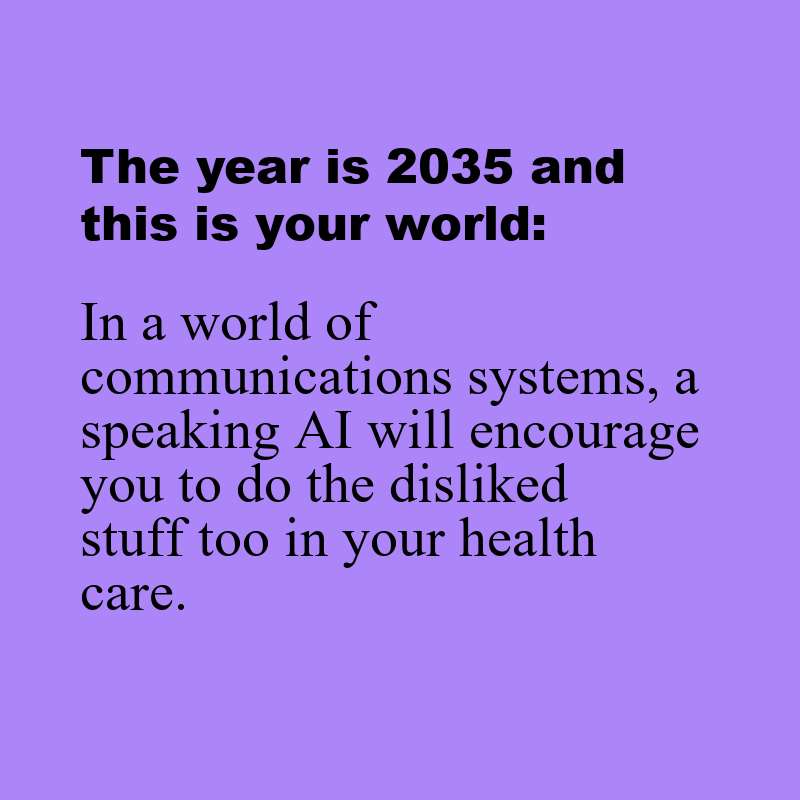 The year is 2035 and
this is your world:
In a world of
communications systems, a
speaking AI will encourage
you to do the disliked
stuff too in your health
care.